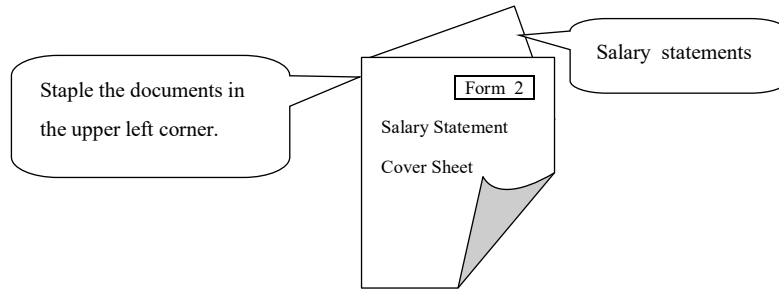 Salary statements
Staple the documents in
the upper left corner.
Form 2
Salary Statement
Cover Sheet